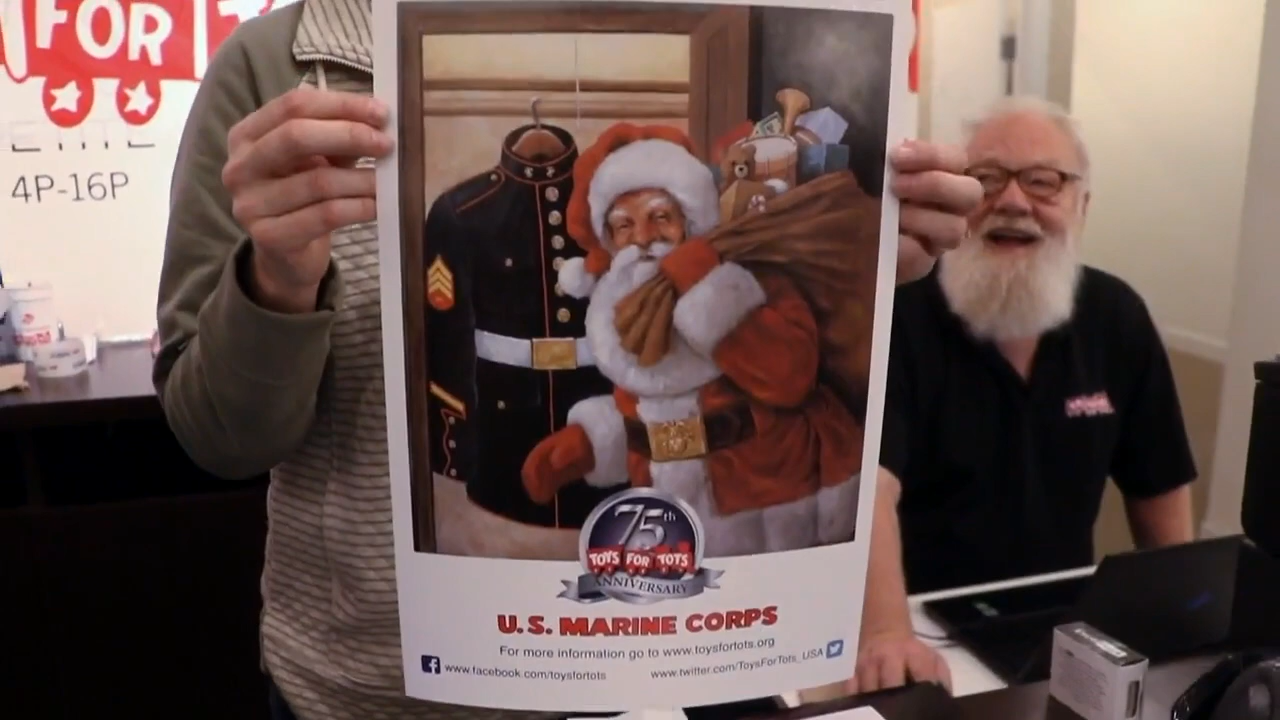 FOR
4P-16P
75th
TOYS FOR TOTS
ANNIVERSARY
U.S. MARINE CORPS
For more information go to www.toysfortots.org
www.facebook.com/toysfortots
www.twitter.com/ToysForTots_USA